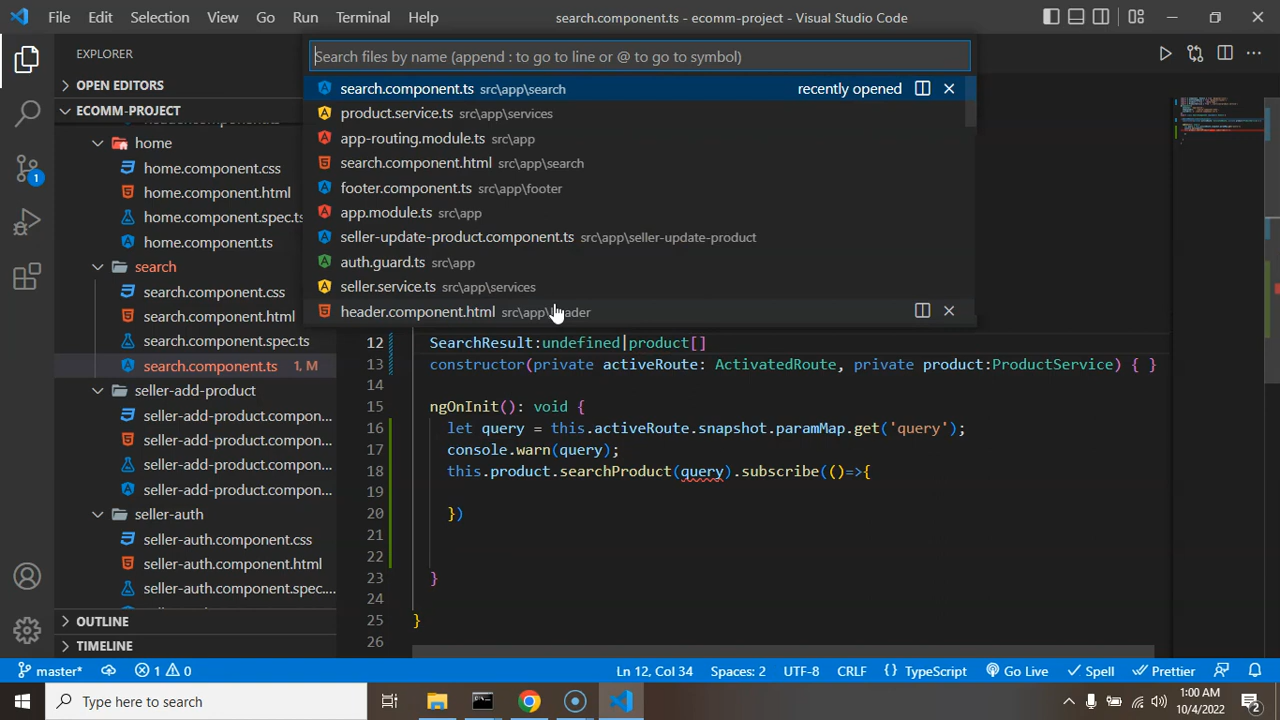 File Edit Selection View Go Run Terminal Help
search.component.ts - ecomm-project - Visual Studio Code
EXPLORER
OPEN EDITORS
ECOMM-PROJECT
home
home.component.css
home.component.html
home.component.spec.ts
home.component.ts
search
search.component.css
search.component.html
search.component.spec.ts
search.component.ts 1, M
seller-add-product
seller-add-product.compon...
seller-add-product.compon...
seller-add-product.compon...
seller-add-product.compon...
seller-auth
seller-auth.component.css
seller-auth.component.html
seller-auth.component.spec....
OUTLINE
TIMELINE
1
Search files by name (append : to go to line or @ to go to symbol)
search.component.ts src\app\search recently opened
product.service.ts src\app\services
app-routing.module.ts src\app
search.component.html src\app\search
footer.component.ts src\app\footer
app.module.ts src\app
seller-update-product.component.ts src\app\seller-update-product
auth.guard.ts src\app
seller.service.ts src\app\services
header.component.html src\app\header
12 SearchResult:undefined|product[]
13 constructor(private activeRoute: ActivatedRoute, private product:ProductService) { }
14
15 ngOnInit(): void {
16 let query = this.activeRoute.snapshot.paramMap.get('query');
17 console.warn(query);
18 this.product.searchProduct(query).subscribe(()=>{
19
20 })
21
22
23 }
24
25 }
26
master* 1 0 Ln 12, Col 34 Spaces: 2 UTF-8 CRLF { } TypeScript Go Live Spell Prettier
Type here to search
1:00 AM
10/4/2022
2